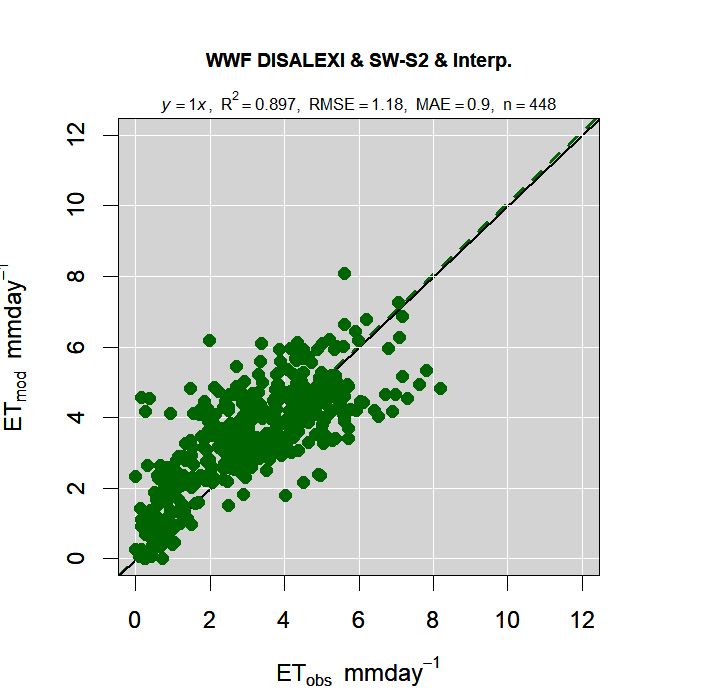 WWF DISALEXI & SW-S2 & Interp.
y = 1x, R² = 0.897, RMSE = 1.18, MAE = 0.9, n = 448
12
10
8
6
4
2
0
ETmod mmday⁻¹
0 2 4 6 8 10 12
ETobs mmday⁻¹